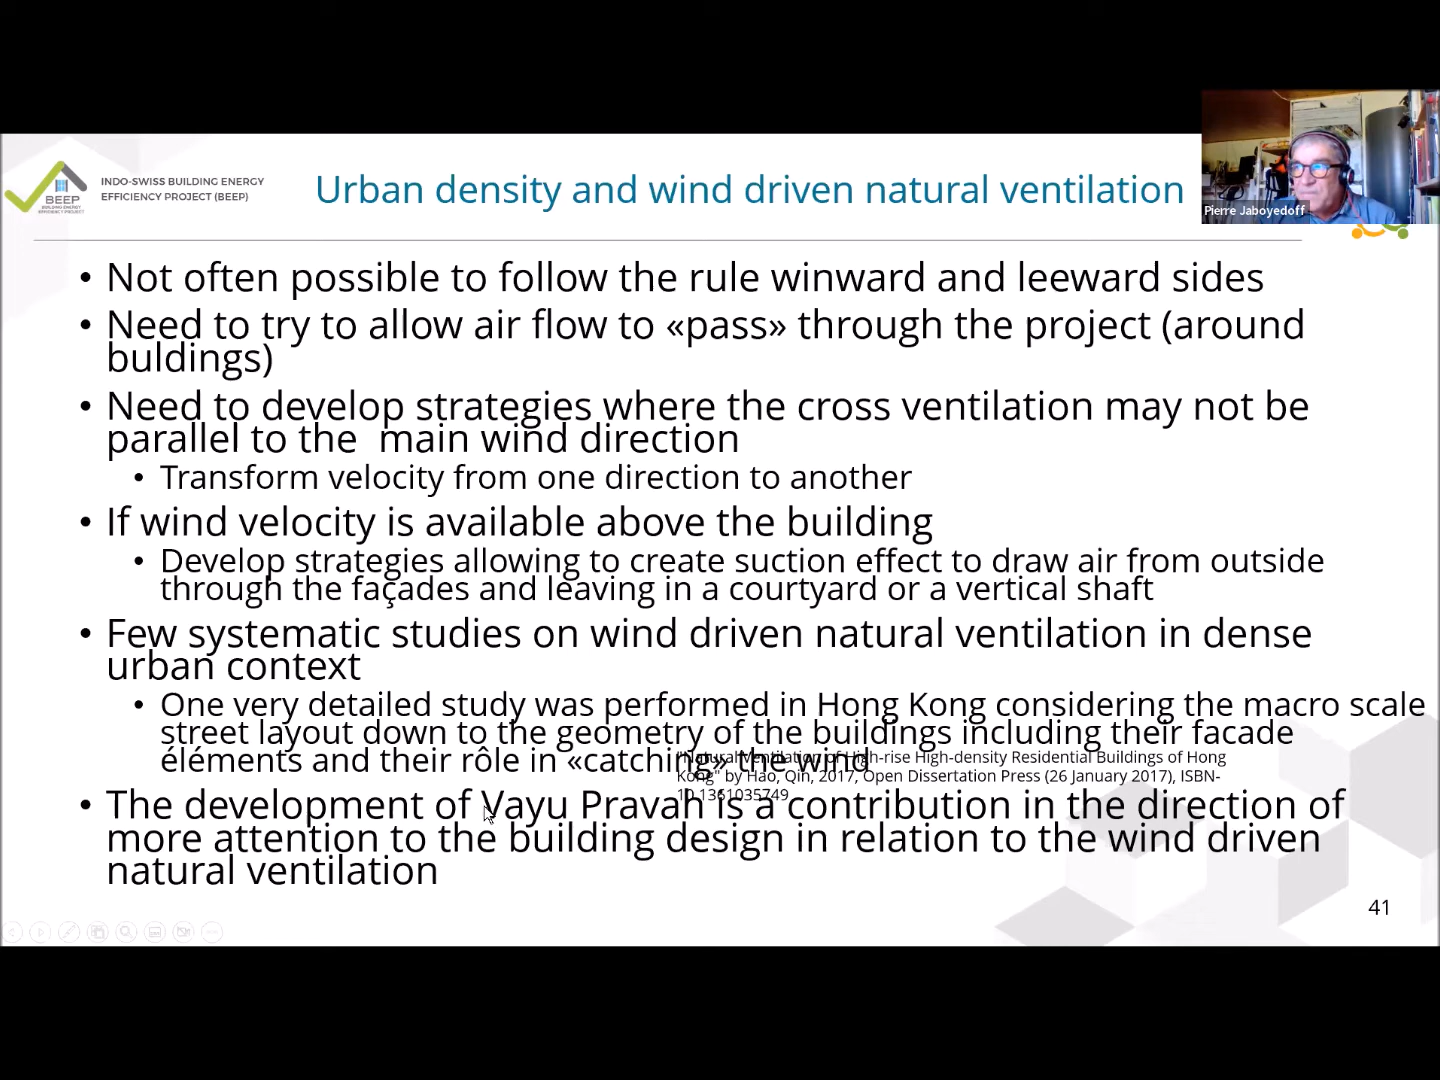 INDO-SWISS BUILDING ENERGY
EFFICIENCY PROJECT (BEEP)
BEEP
BUILDING ENERGY
EFFICIENCY PROJECT
Urban density and wind driven natural ventilation
Pierre Jaboyedoff
• Not often possible to follow the rule winward and leeward sides
• Need to try to allow air flow to «pass» through the project (around
buldings)
• Need to develop strategies where the cross ventilation may not be
parallel to the main wind direction
• Transform velocity from one direction to another
• If wind velocity is available above the building
• Develop strategies allowing to create suction effect to draw air from outside
through the façades and leaving in a courtyard or a vertical shaft
• Few systematic studies on wind driven natural ventilation in dense
urban context
• One very detailed study was performed in Hong Kong considering the macro scale
street layout down to the geometry of the buildings including their facade
éléments and their rôle in «catching» the wind
"Natural Ventilation of High-rise High-density Residential Buildings of Hong
Kong" by Hao, Qin, 2017, Open Dissertation Press (26 January 2017), ISBN-
10 1361035749
• The development of Vayu Pravah is a contribution in the direction of
more attention to the building design in relation to the wind driven
natural ventilation
41